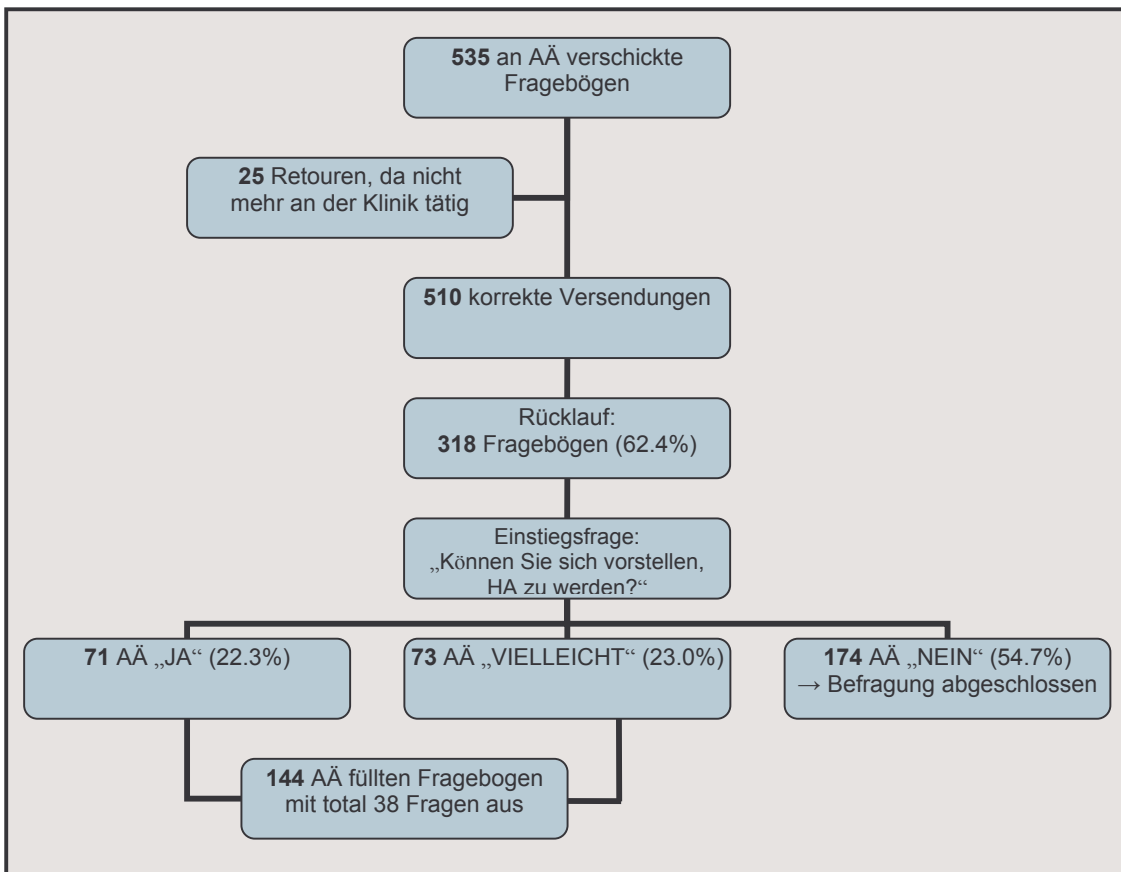 535 an AÄ verschickte
Fragebögen
25 Retouren, da nicht
mehr an der Klinik tätig
510 korrekte Versendungen
Rücklauf:
318 Fragebögen (62.4%)
Einstiegsfrage:
„Können Sie sich vorstellen,
HA zu werden?“
71 AÄ „JA“ (22.3%)
73 AÄ „VIELLEICHT“ (23.0%)
174 AÄ „NEIN“ (54.7%)
→ Befragung abgeschlossen
144 AÄ füllten Fragebogen
mit total 38 Fragen aus